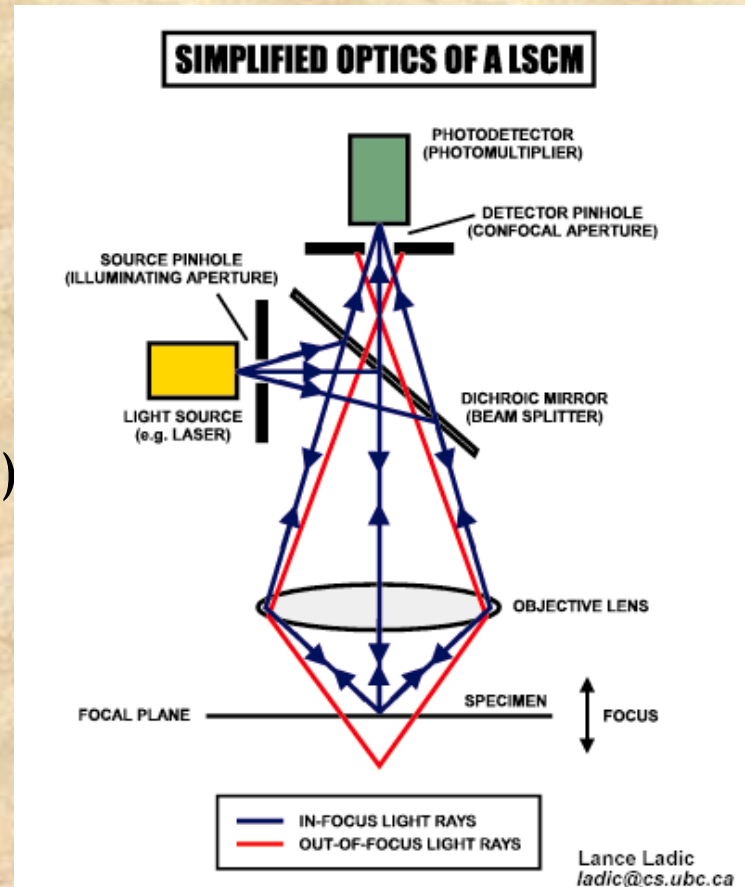 SIMPLIFIED OPTICS OF A LSCM
PHOTODETECTOR
(PHOTOMULTIPLIER)
DETECTOR PINHOLE
(CONFOCAL APERTURE)
SOURCE PINHOLE
(ILLUMINATING APERTURE)
LIGHT SOURCE
(e.g. LASER)
DICHROIC MIRROR
(BEAM SPLITTER)
)
OBJECTIVE LENS
SPECIMEN
FOCAL PLANE
FOCUS
IN-FOCUS LIGHT RAYS
OUT-OF-FOCUS LIGHT RAYS
Lance Ladic
ladic@cs.ubc.ca